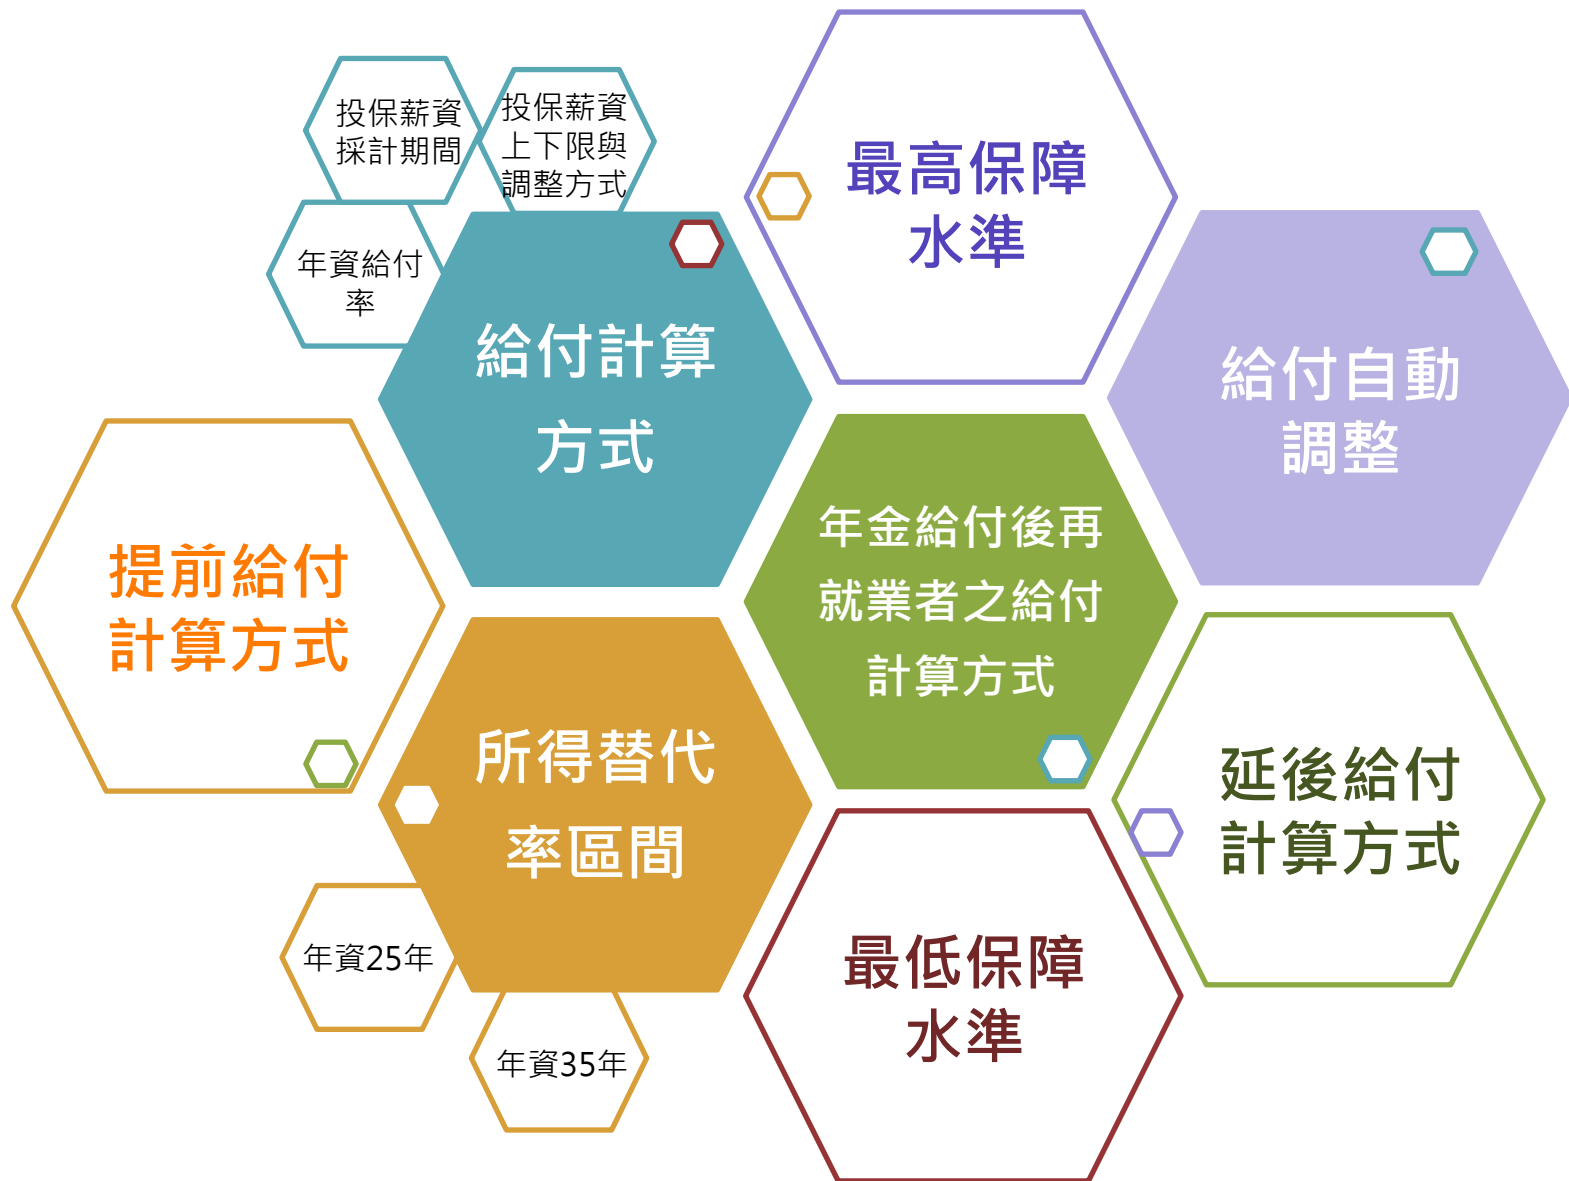 投保薪資
採計期間
投保薪資
上下限與
調整方式
年資給付
率
給付計算
方式
最高保障
水準
給付自動
調整
提前給付
計算方式
年金給付後再
就業者之給付
計算方式
所得替代
率區間
年資25年
年資35年
延後給付
計算方式
最低保障
水準